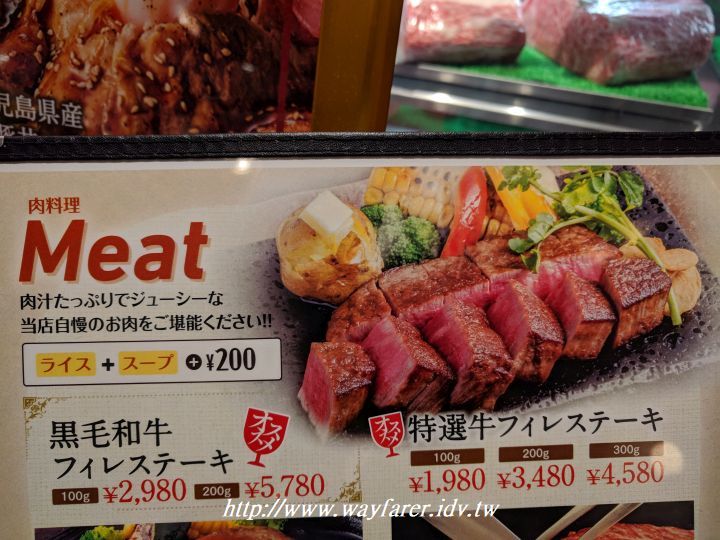 児島県産
肉料理
Meat
肉汁たっぷりでジューシーな
当店自慢のお肉をご堪能ください!!
ライス + スープ + ¥200
黒毛和牛
フィレステーキ
オススメ
100g ¥2,980 200g ¥5,780
オススメ
特選牛フィレステーキ
100g 200g 300g
¥1,980 ¥3,480 ¥4,580
http://www.wayfarer.idv.tw